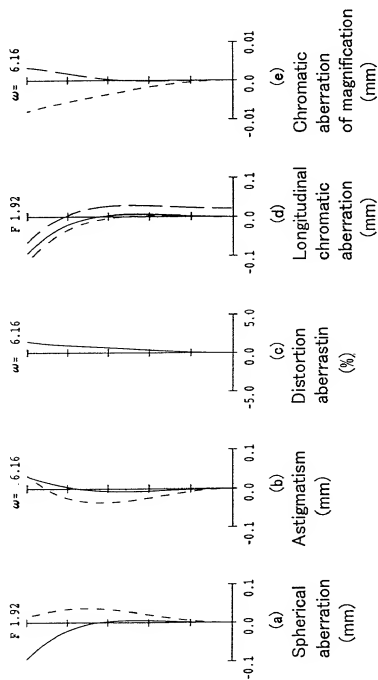 F 1.92
-0.1 0.0 0.1
(a)
Spherical
aberration
(mm)
ω= 6.16
-0.1 0.0 0.1
(b)
Astigmatism
(mm)
ω= 6.16
-5.0 0.0 5.0
(c)
Distortion
aberrastin
(%)
F 1.92
-0.1 0.0 0.1
(d)
Longitudinal
chromatic
aberration
(mm)
ω= 6.16
-0.01 0.0 0.01
(e)
Chromatic
aberration
of magnification
(mm)